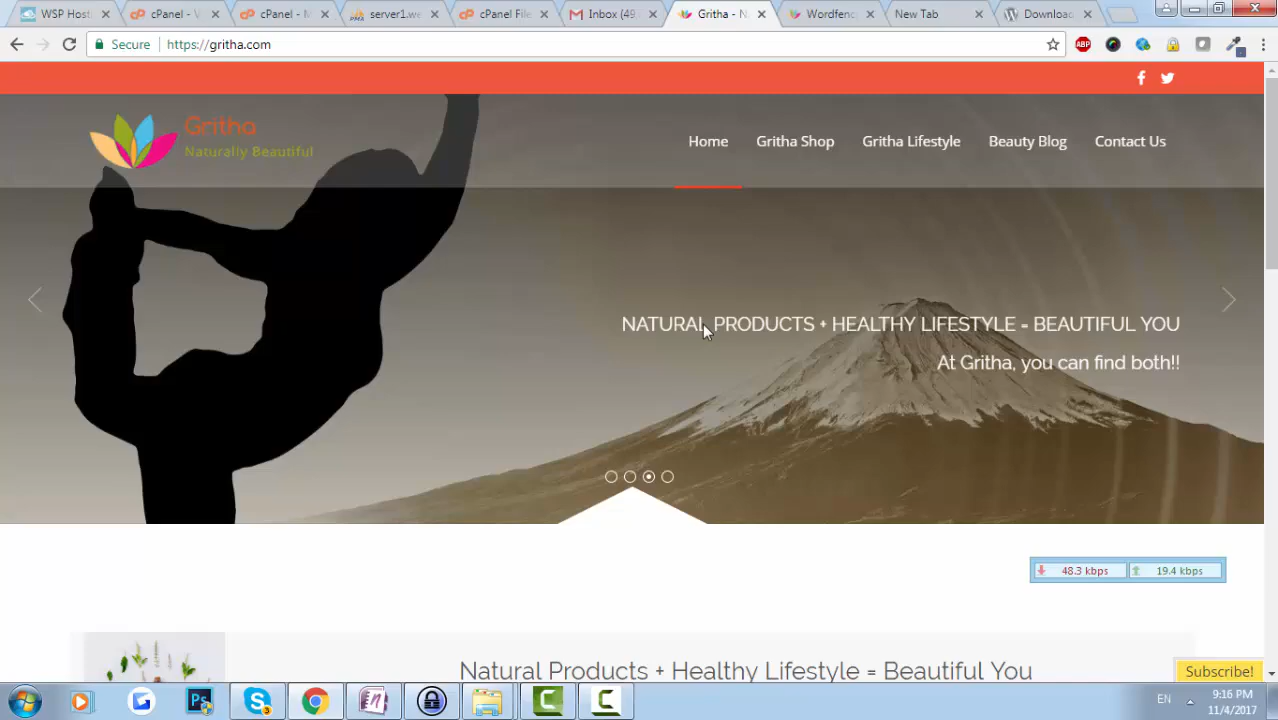 WSP Host
cPanel - V
cPanel - M
server1.we
cPanel File
Inbox (49
Gritha - N
Wordfenc
New Tab
Downloac
Secure
https://gritha.com
ABP
Gritha
Naturally Beautiful
Home
Gritha Shop
Gritha Lifestyle
Beauty Blog
Contact Us
NATURAL PRODUCTS + HEALTHY LIFESTYLE = BEAUTIFUL YOU
At Gritha, you can find both!!
48.3 kbps
19.4 kbps
Natural Products + Healthy Lifestyle = Beautiful You
Subscribe!
EN
9:16 PM
11/4/2017